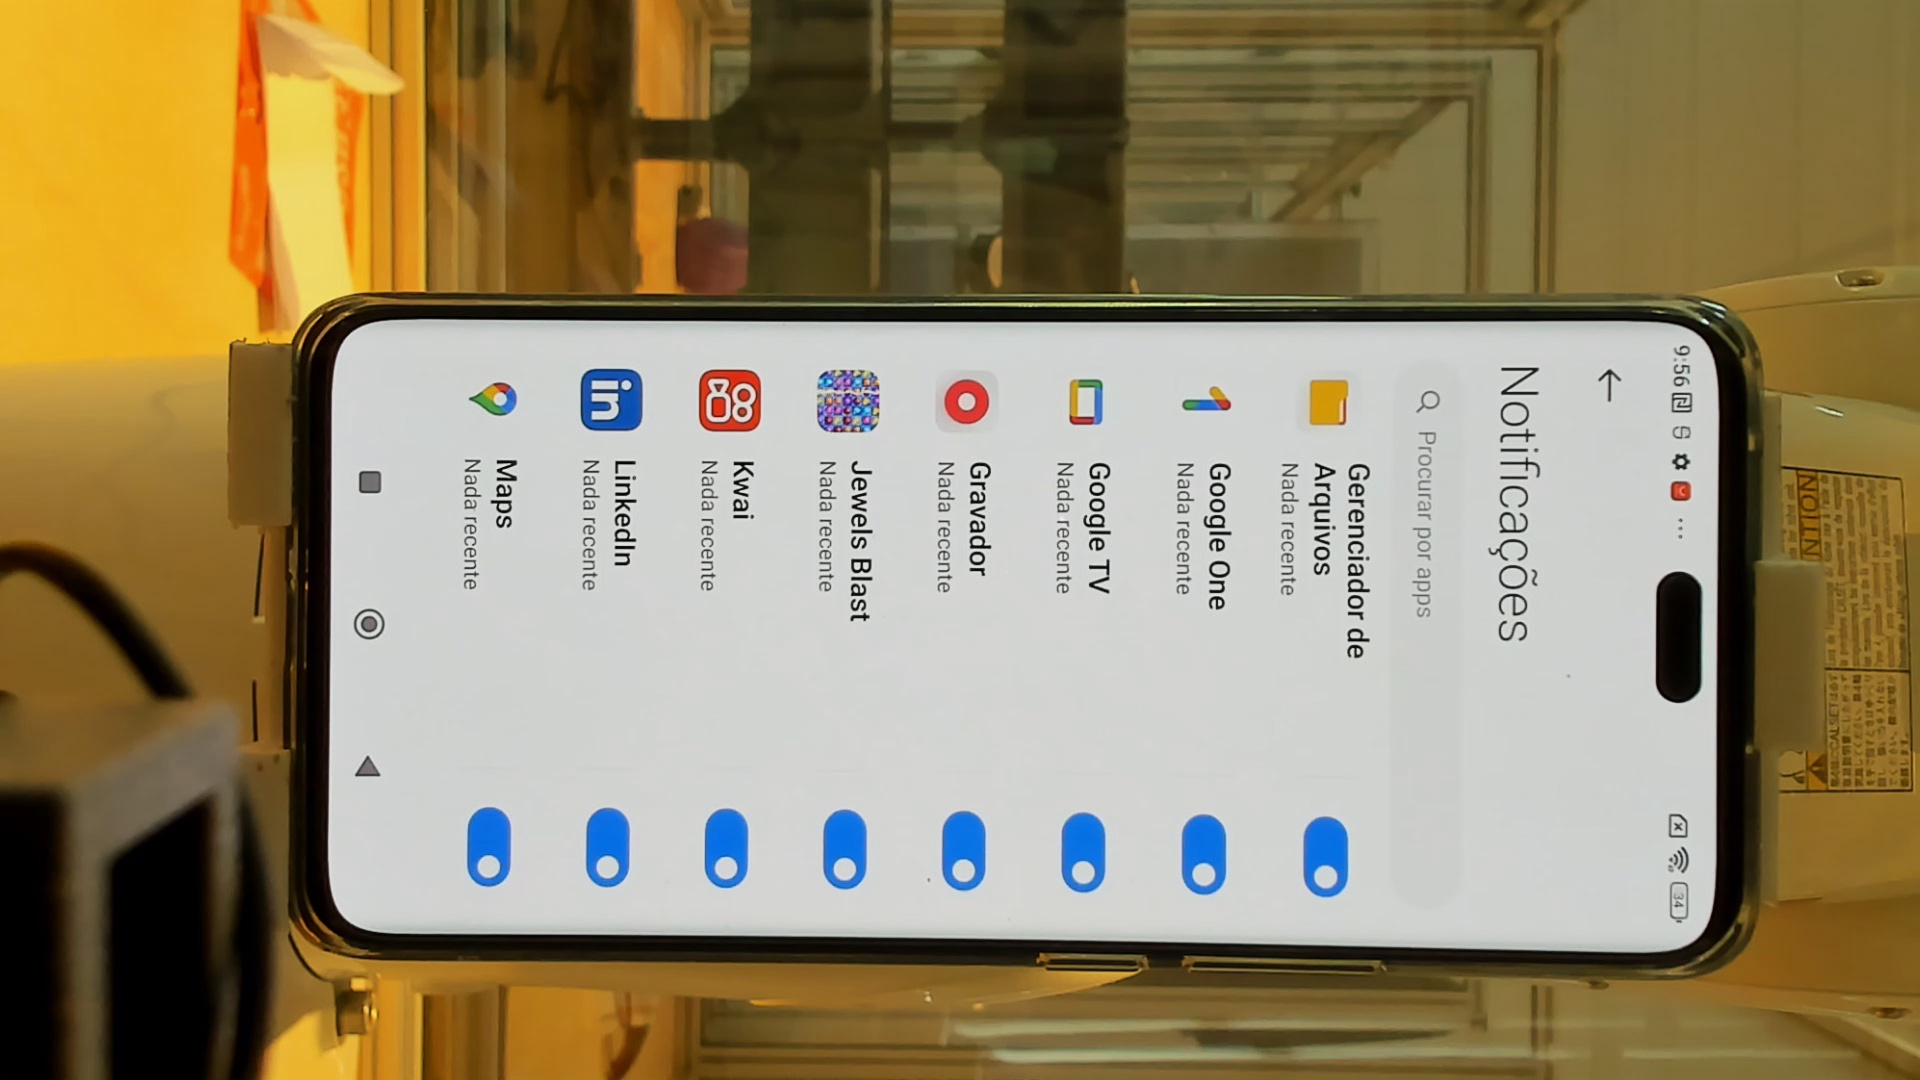 9:56
34
Notificações
Procurar por apps
Gerenciador de
Arquivos
Nada recente
Google One
Nada recente
Google TV
Nada recente
Gravador
Nada recente
Jewels Blast
Nada recente
Kwai
Nada recente
in
LinkedIn
Nada recente
Maps
Nada recente